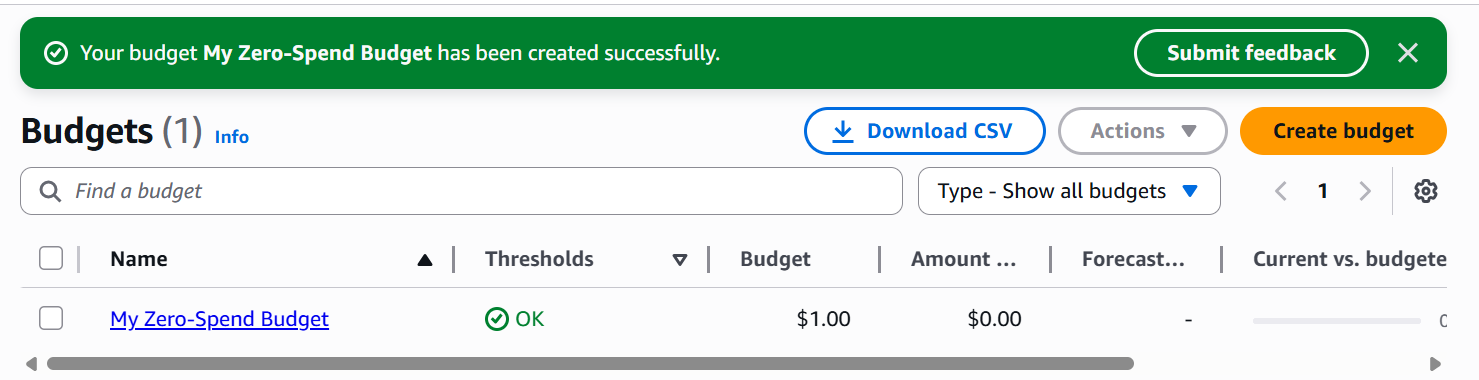 Your budget My Zero-Spend Budget has been created successfully. Submit feedback
Budgets (1) Info Download CSV Actions Create budget
Find a budget Type - Show all budgets 1
Name Thresholds Budget Amount ... Forecast... Current vs. budgete
My Zero-Spend Budget OK $1.00 $0.00 -